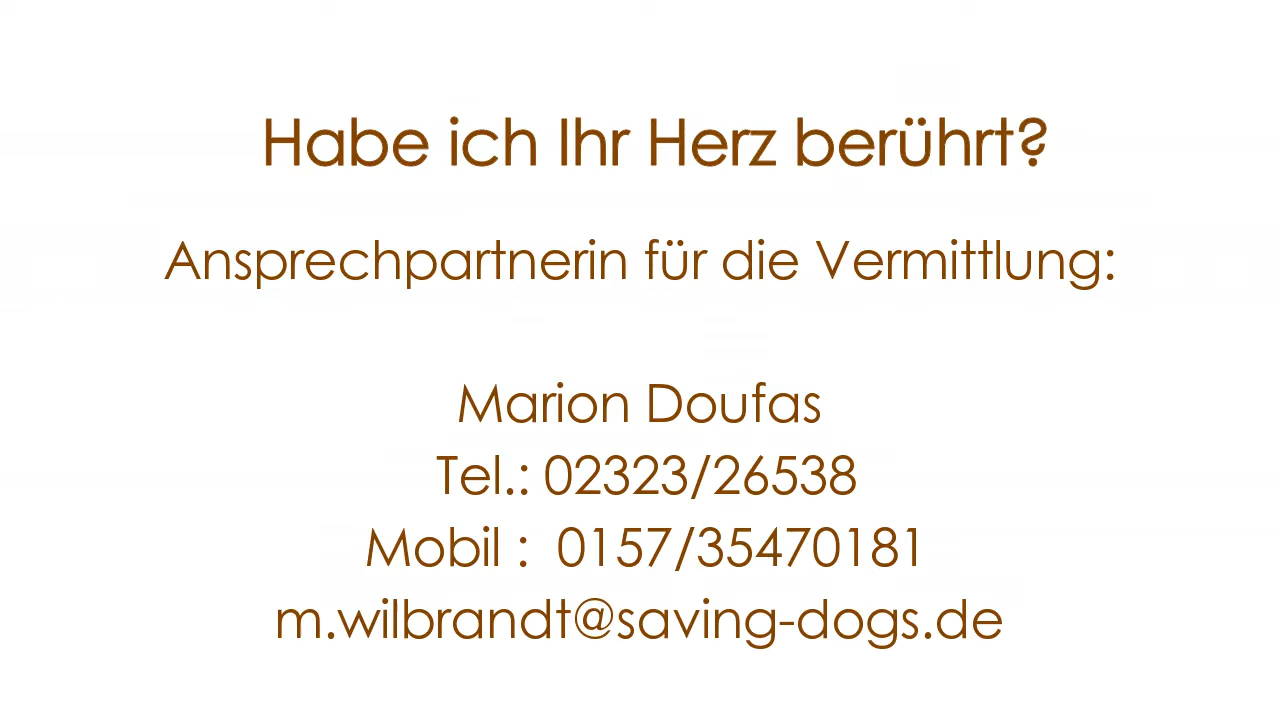 Habe ich Ihr Herz berührt?
Ansprechpartnerin für die Vermittlung:
Marion Doufas
Tel.: 02323/26538
Mobil :  0157/35470181
m.wilbrandt@saving-dogs.de